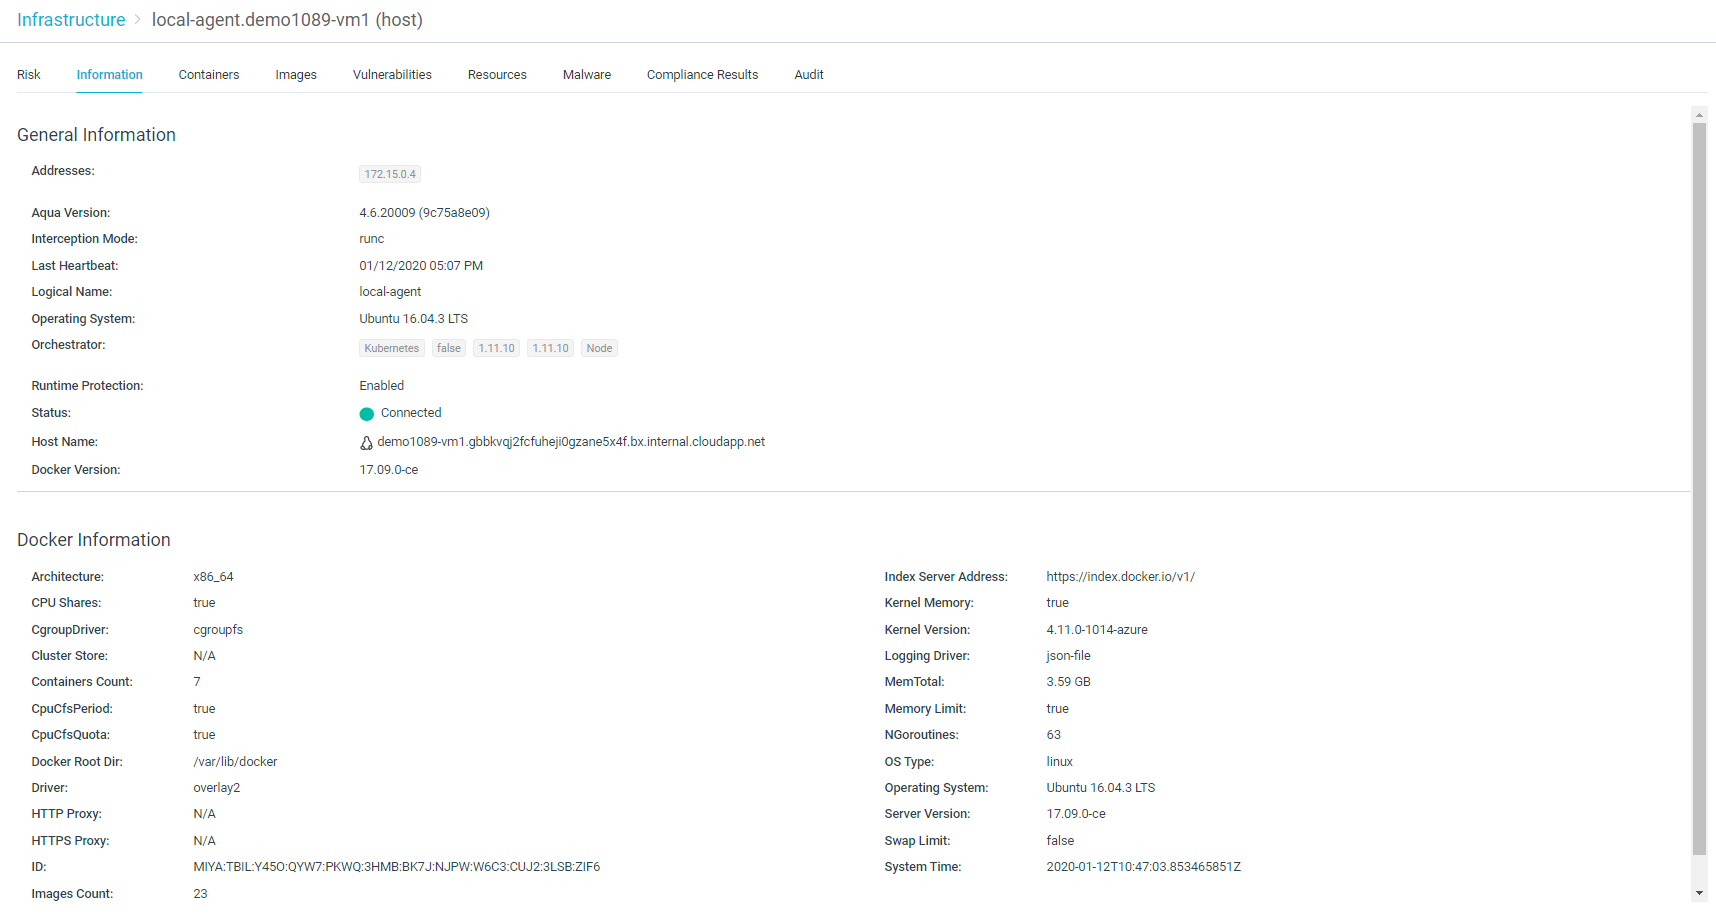 Infrastructure > local-agent.demo1089-vm1 (host)
Risk Information Containers Images Vulnerabilities Resources Malware Compliance Results Audit
General Information
Addresses: 172.15.0.4
Aqua Version: 4.6.20009 (9c75a8e09)
Interception Mode: runc
Last Heartbeat: 01/12/2020 05:07 PM
Logical Name: local-agent
Operating System: Ubuntu 16.04.3 LTS
Orchestrator: Kubernetes false 1.11.10 1.11.10 Node
Runtime Protection: Enabled
Status: Connected
Host Name: demo1089-vm1.gbbkvqj2fcfuheji0gzane5x4f.bx.internal.cloudapp.net
Docker Version: 17.09.0-ce
Docker Information
Architecture: x86_64
CPU Shares: true
CgroupDriver: cgroupfs
Cluster Store: N/A
Containers Count: 7
CpuCfsPeriod: true
CpuCfsQuota: true
Docker Root Dir: /var/lib/docker
Driver: overlay2
HTTP Proxy: N/A
HTTPS Proxy: N/A
ID: MIYA:TBIL:Y45O:QYW7:PKWQ:3HMB:BK7J:NJPW:W6C3:CUJ2:3LSB:ZIF6
Images Count: 23
Index Server Address: https://index.docker.io/v1/
Kernel Memory: true
Kernel Version: 4.11.0-1014-azure
Logging Driver: json-file
MemTotal: 3.59 GB
Memory Limit: true
NGoroutines: 63
OS Type: linux
Operating System: Ubuntu 16.04.3 LTS
Server Version: 17.09.0-ce
Swap Limit: false
System Time: 2020-01-12T10:47:03.853465851Z